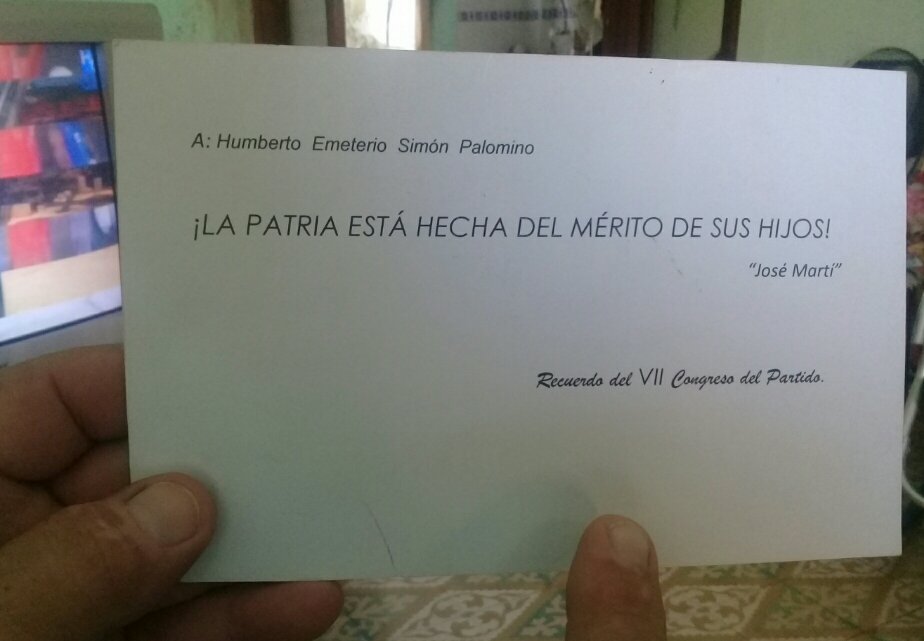 A: Humberto Emeterio Simón Palomino
¡LA PATRIA ESTÁ HECHA DEL MÉRITO DE SUS HIJOS!
“José Martí”
Recuerdo del VII Congreso del Partido.